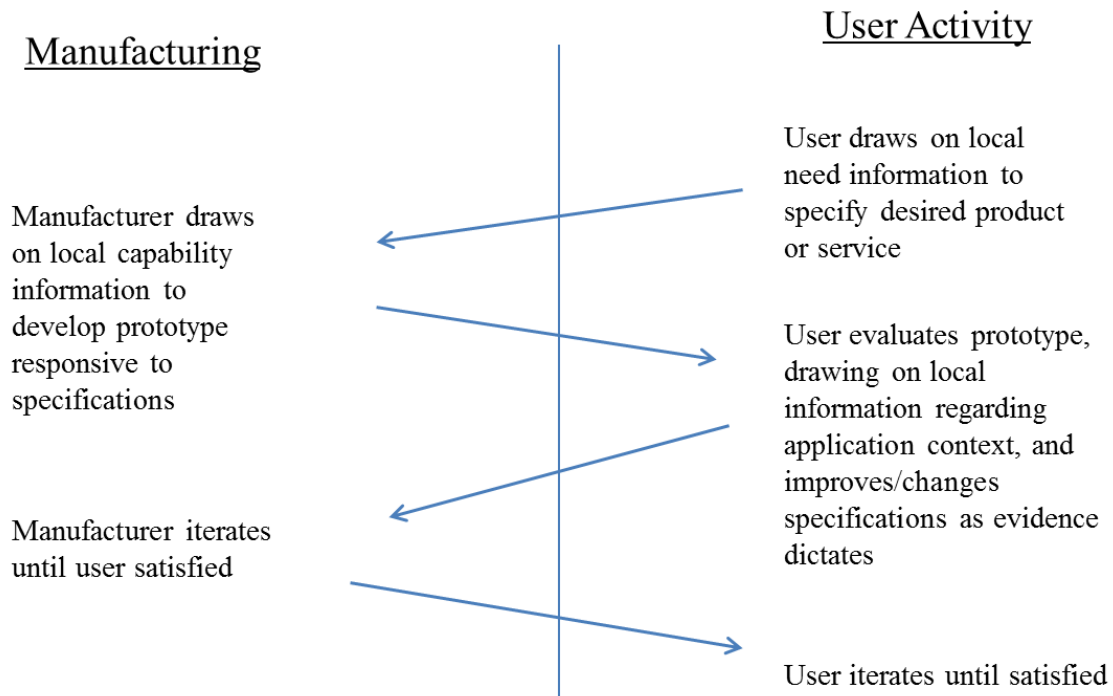 Manufacturing
User Activity
User draws on local
need information to
specify desired product
or service
Manufacturer draws
on local capability
information to
develop prototype
responsive to
specifications
User evaluates prototype,
drawing on local
information regarding
application context, and
improves/changes
specifications as evidence
dictates
Manufacturer iterates
until user satisfied
User iterates until satisfied